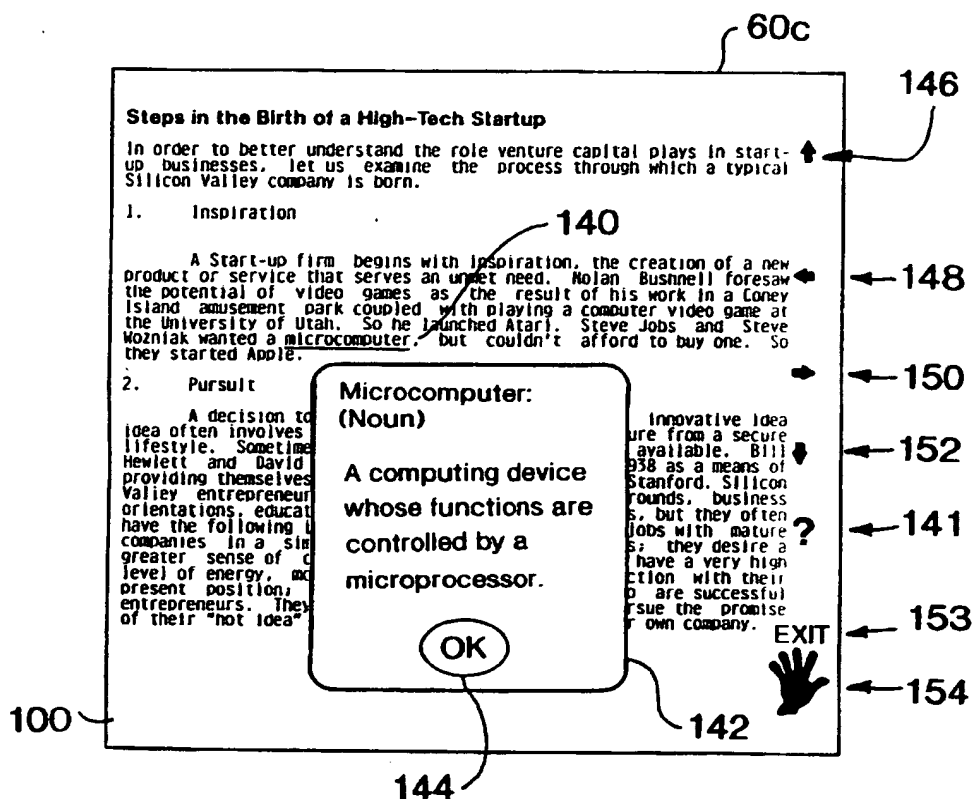 60c
146
Steps in the Birth of a High-Tech Startup
In order to better understand the role venture capital plays in start-
up businesses, let us examine the process through which a typical
Silicon Valley company is born.
1. Inspiration
140
A Start-up firm begins with inspiration, the creation of a new
product or service that serves an unmet need. Nolan Bushnell foresaw
148
the potential of video games as the result of his work in a Coney
Island amusement park coupled with playing a computer video game at
the University of Utah. So he launched Atari. Steve Jobs and Steve
Wozniak wanted a microcomputer, but couldn't afford to buy one. So
they started Apple.
150
2. Pursuit
A decision to innovative idea
idea often involves ure from a secure
lifestyle. Sometime available. Bill
152
Hewlett and David 938 as a means of
providing themselves Stanford. Silicon
Valley entrepreneur rounds, business
orientations, educat s, but they often
have the following jobs with mature
? 141
companies in a sim s; they desire a
greater sense of c have a very high
level of energy, mo ction with their
present position; o are successful
entrepreneurs. They rsue the promise
of their "hot idea" r own company.
Microcomputer:
(Noun)
A computing device
whose functions are
controlled by a
microprocessor.
OK
EXIT
153
154
100
142
144